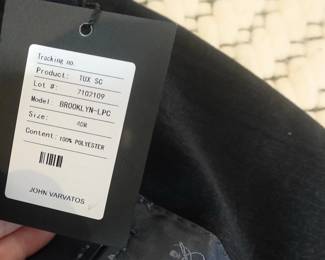 Tracking no.
Product: TUX SC
Lot #: 7102109
Model: BROOKLYN-LPC
Size: 40R
Content: 100% POLYESTER
JOHN VARVATOS